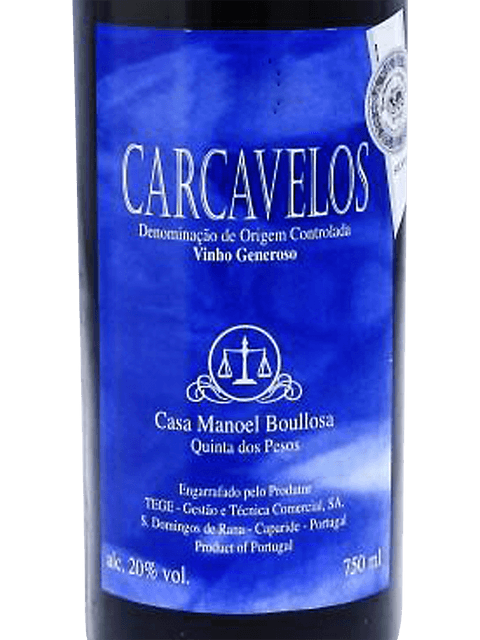 CARCAVELOS
Denominação de Origem Controlada
Vinho Generoso
Casa Manoel Boullosa
Quinta dos Pesos
Engarrafado pelo Produtor
TEGE - Gestão e Técnica Comercial, SA.
S. Domingos de Rana - Caparide - Portugal
Product of Portugal
alc. 20% vol.
750 ml